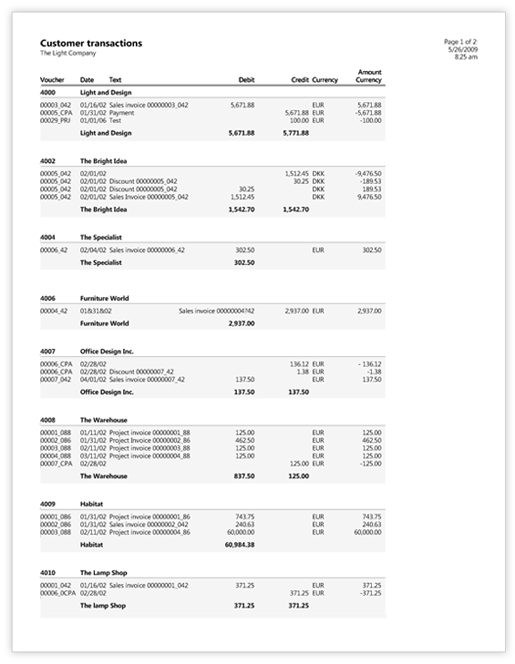 Customer transactions
The Light Company
Page 1 of 2
5/26/2009
8:25 am
Voucher Date Text Debit Credit Currency Amount Currency
4000 Light and Design
00003_042 01/16/02 Sales invoice 00000003_042 5,671.88 EUR 5,671.88
00005_CPA 01/31/02 Payment 5,671.88 EUR -5,671.88
00029_PRJ 01/01/06 Test 100.00 EUR -100.00
Light and Design 5,671.88 5,771.88
4002 The Bright Idea
00005_042 02/01/02 1,512.45 DKK -9,476.50
00005_042 02/01/02 Discount 00000005_042 30.25 DKK -189.53
00005_042 02/01/02 Discount 00000005_042 30.25 DKK 189.53
00005_042 02/01/02 Sales Invoice 00000005_042 1,512.45 DKK 9,476.50
The Bright Idea 1,542.70 1,542.70
4004 The Specialist
00006_42 02/04/02 Sales invoice 00000006_42 302.50 EUR 302.50
The Specialist 302.50
4006 Furniture World
00004_42 01&31&02 Sales invoice 00000004?42 2,937.00 EUR 2,937.00
Furniture World 2,937.00
4007 Office Design Inc.
00006_CPA 02/28/02 136.12 EUR - 136.12
00006_CPA 02/28/02 Discount 00000007_42 1.38 EUR -1.38
00007_042 04/01/02 Sales invoice 00000007_42 137.50 EUR 137.50
Office Design Inc. 137.50 137.50
4008 The Warehouse
00001_088 01/11/02 Project invoice 00000001_88 125.00 EUR 125.00
00002_086 01/31/02 Project Invoice 00000002_86 462.50 EUR 462.50
00003_088 02/11/02 Project invoice 00000003_88 125.00 EUR 125.00
00004_088 03/11/02 Project invoice 00000004_88 125.00 EUR 125.00
00007_CPA 02/28/02 125.00 EUR -125.00
The Warehouse 837.50 125.00
4009 Habitat
00001_086 01/31/02 Project invoice 00000001_86 743.75 EUR 743.75
00002_086 01/31/02 Sales invoice 00000002_042 240.63 EUR 240.63
00003_088 02/11/02 Project invoice 00000004_86 60,000.00 EUR 60,000.00
Habitat 60,984.38
4010 The Lamp Shop
00001_042 01/16/02 Sales invoice 00000001_042 371.25 EUR 371.25
00006_0CPA 02/28/02 371.25 EUR -371.25
The lamp Shop 371.25 371.25